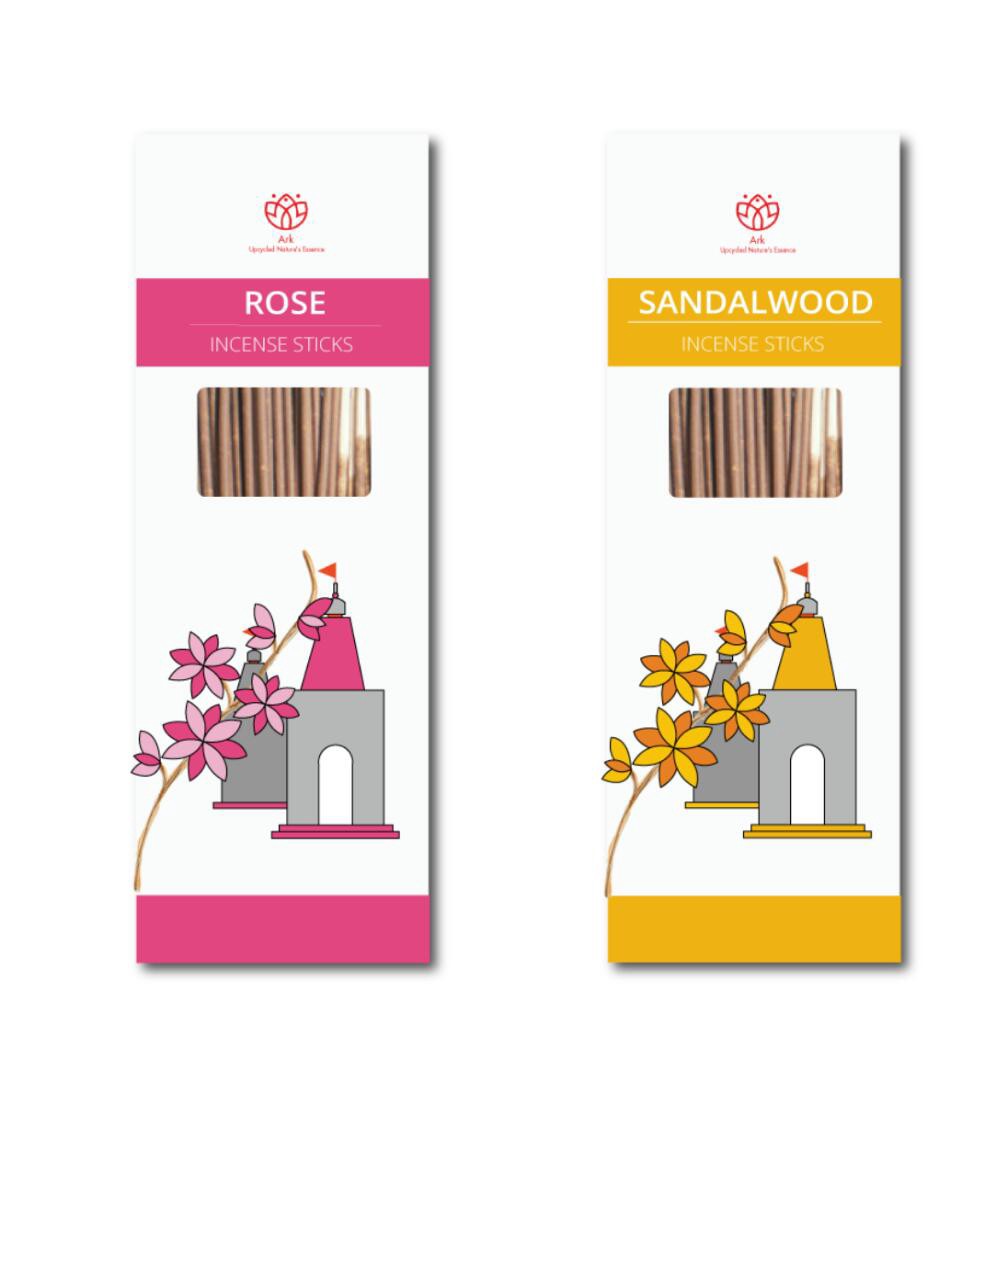 Ark
Upcycled Nature's Essence
ROSE
INCENSE STICKS
Ark
Upcycled Nature's Essence
SANDALWOOD
INCENSE STICKS